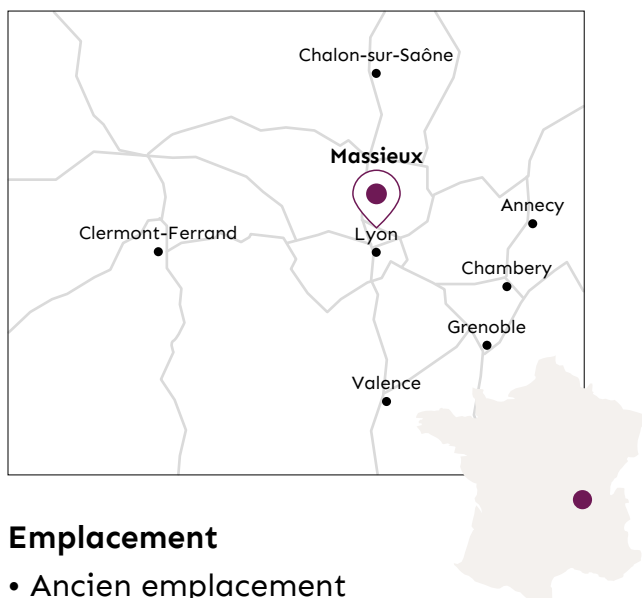 Chalon-sur-Saône
Massieux
Annecy
Clermont-Ferrand
Lyon
Chambery
Grenoble
Valence
Emplacement
• Ancien emplacement